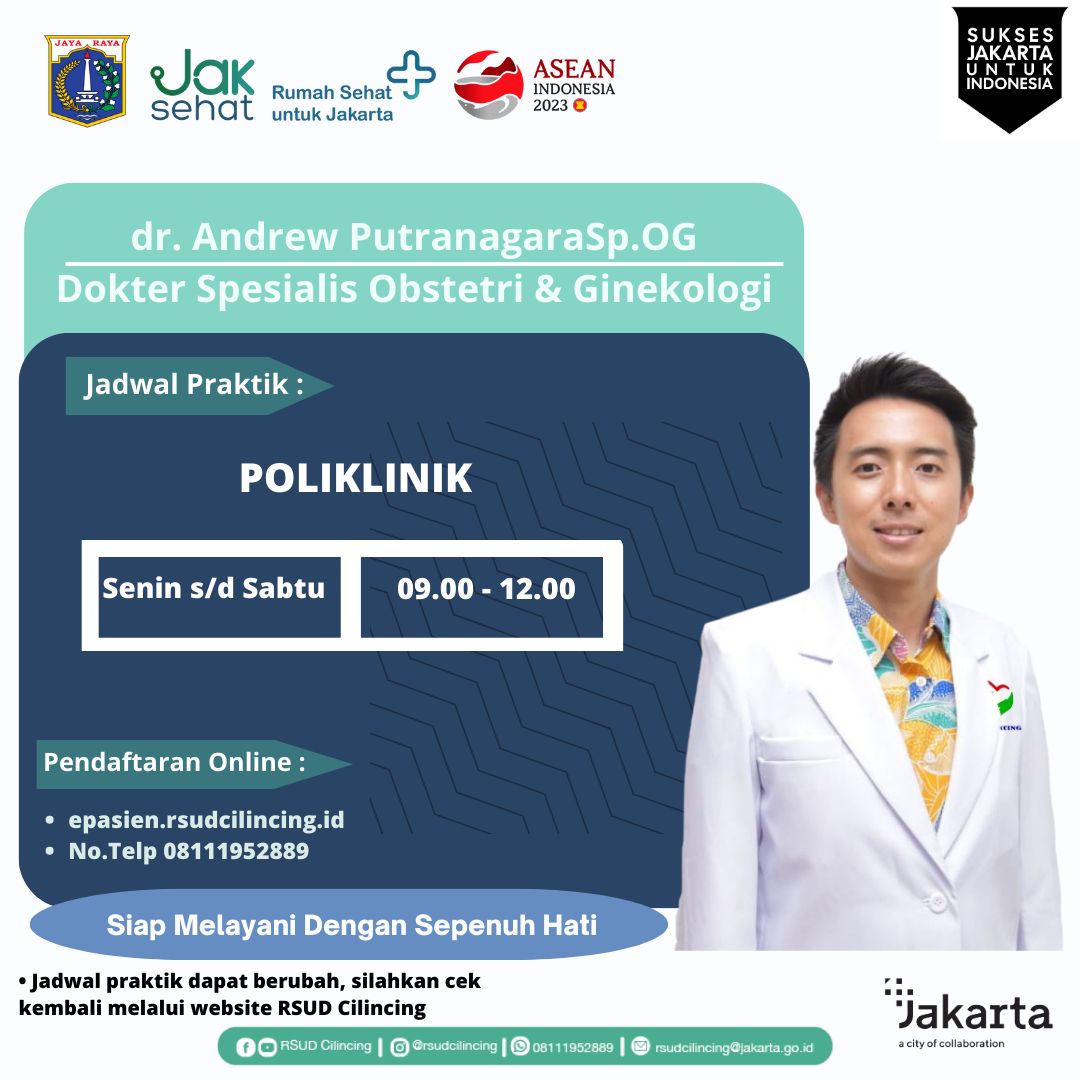 JAYA RAYA
Jak
sehat
Rumah Sehat
untuk Jakarta
ASEAN
INDONESIA
2023
SUKSES
JAKARTA
UNTUK
INDONESIA
dr. Andrew PutranagaraSp.OG
Dokter Spesialis Obstetri & Ginekologi
Jadwal Praktik :
POLIKLINIK
Senin s/d Sabtu 09.00 - 12.00
Pendaftaran Online :
• epasien.rsudcilincing.id
• No.Telp 08111952889
Siap Melayani Dengan Sepenuh Hati
• Jadwal praktik dapat berubah, silahkan cek
kembali melalui website RSUD Cilincing
RSUD Cilincing | @rsudcilincing | 08111952889 | rsudcilincing@jakarta.go.id
Jakarta
a city of collaboration